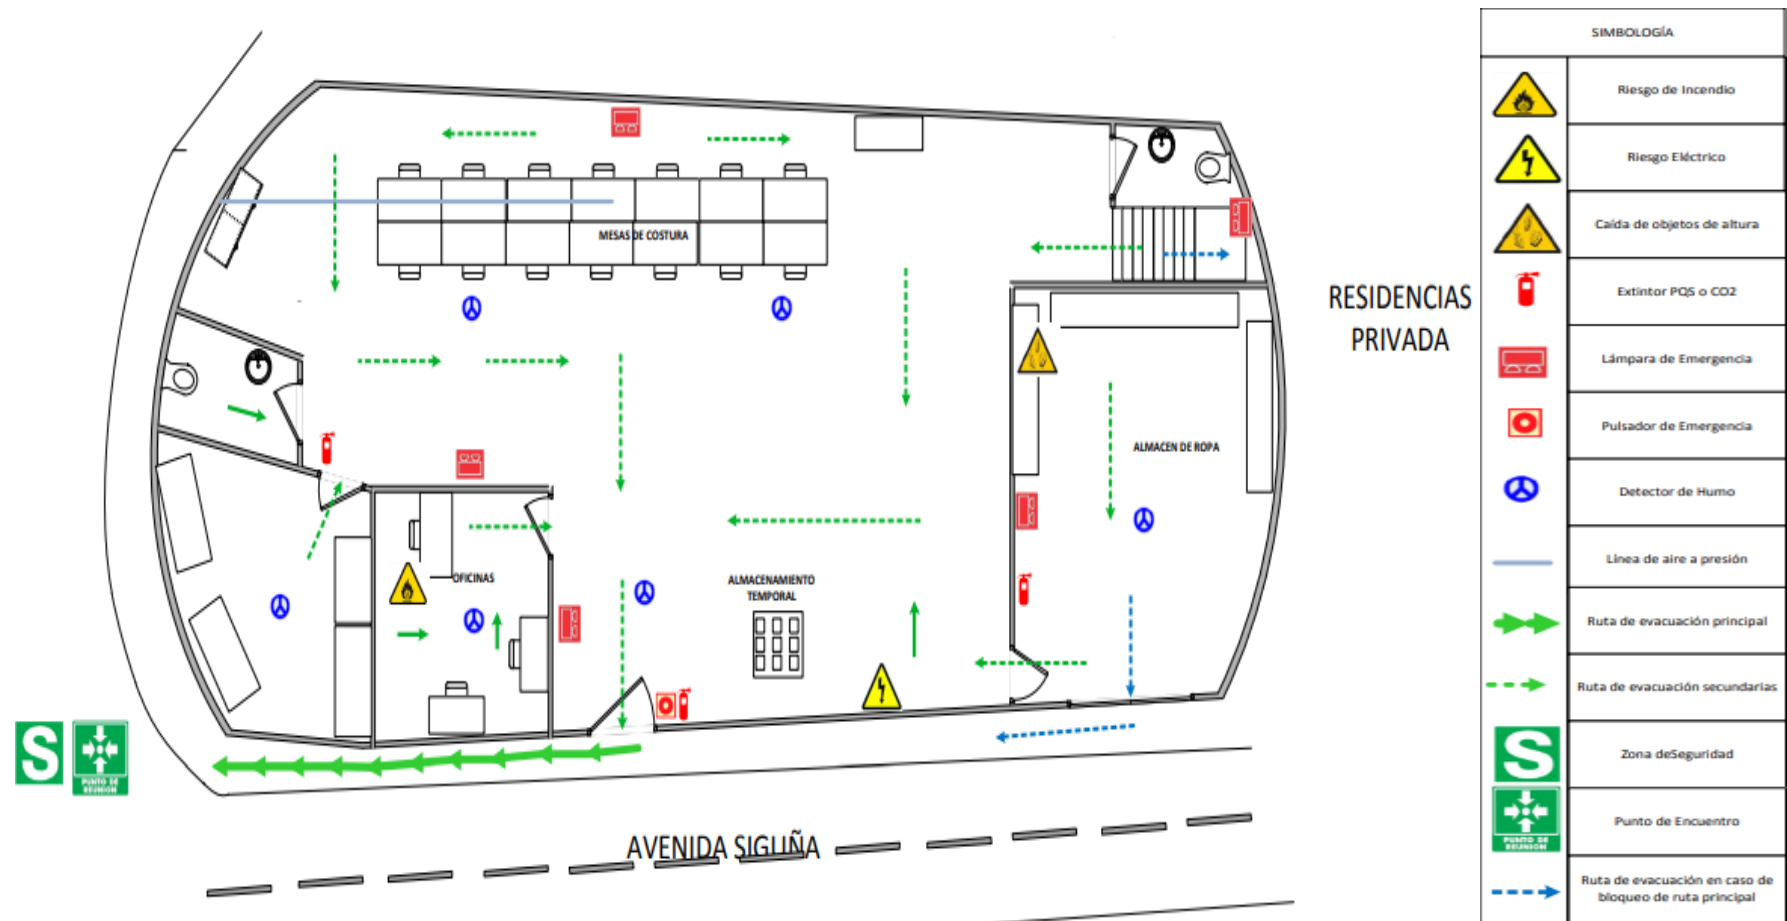 SIMBOLOGÍA
Riesgo de Incendio
Riesgo Eléctrico
Caída de objetos de altura
Extintor PQS o CO2
Lámpara de Emergencia
Pulsador de Emergencia
Detector de Humo
Línea de aire a presión
Ruta de evacuación principal
Ruta de evacuación secundarias
S
Zona deSeguridad
PUNTO DE
REUNION
Punto de Encuentro
Ruta de evacuación en caso de
bloqueo de ruta principal
MESAS DE COSTURA
RESIDENCIAS
PRIVADA
ALMACEN DE ROPA
OFICINAS
ALMACENAMIENTO
TEMPORAL
S
PUNTO DE
REUNION
AVENIDA SIGUÑA